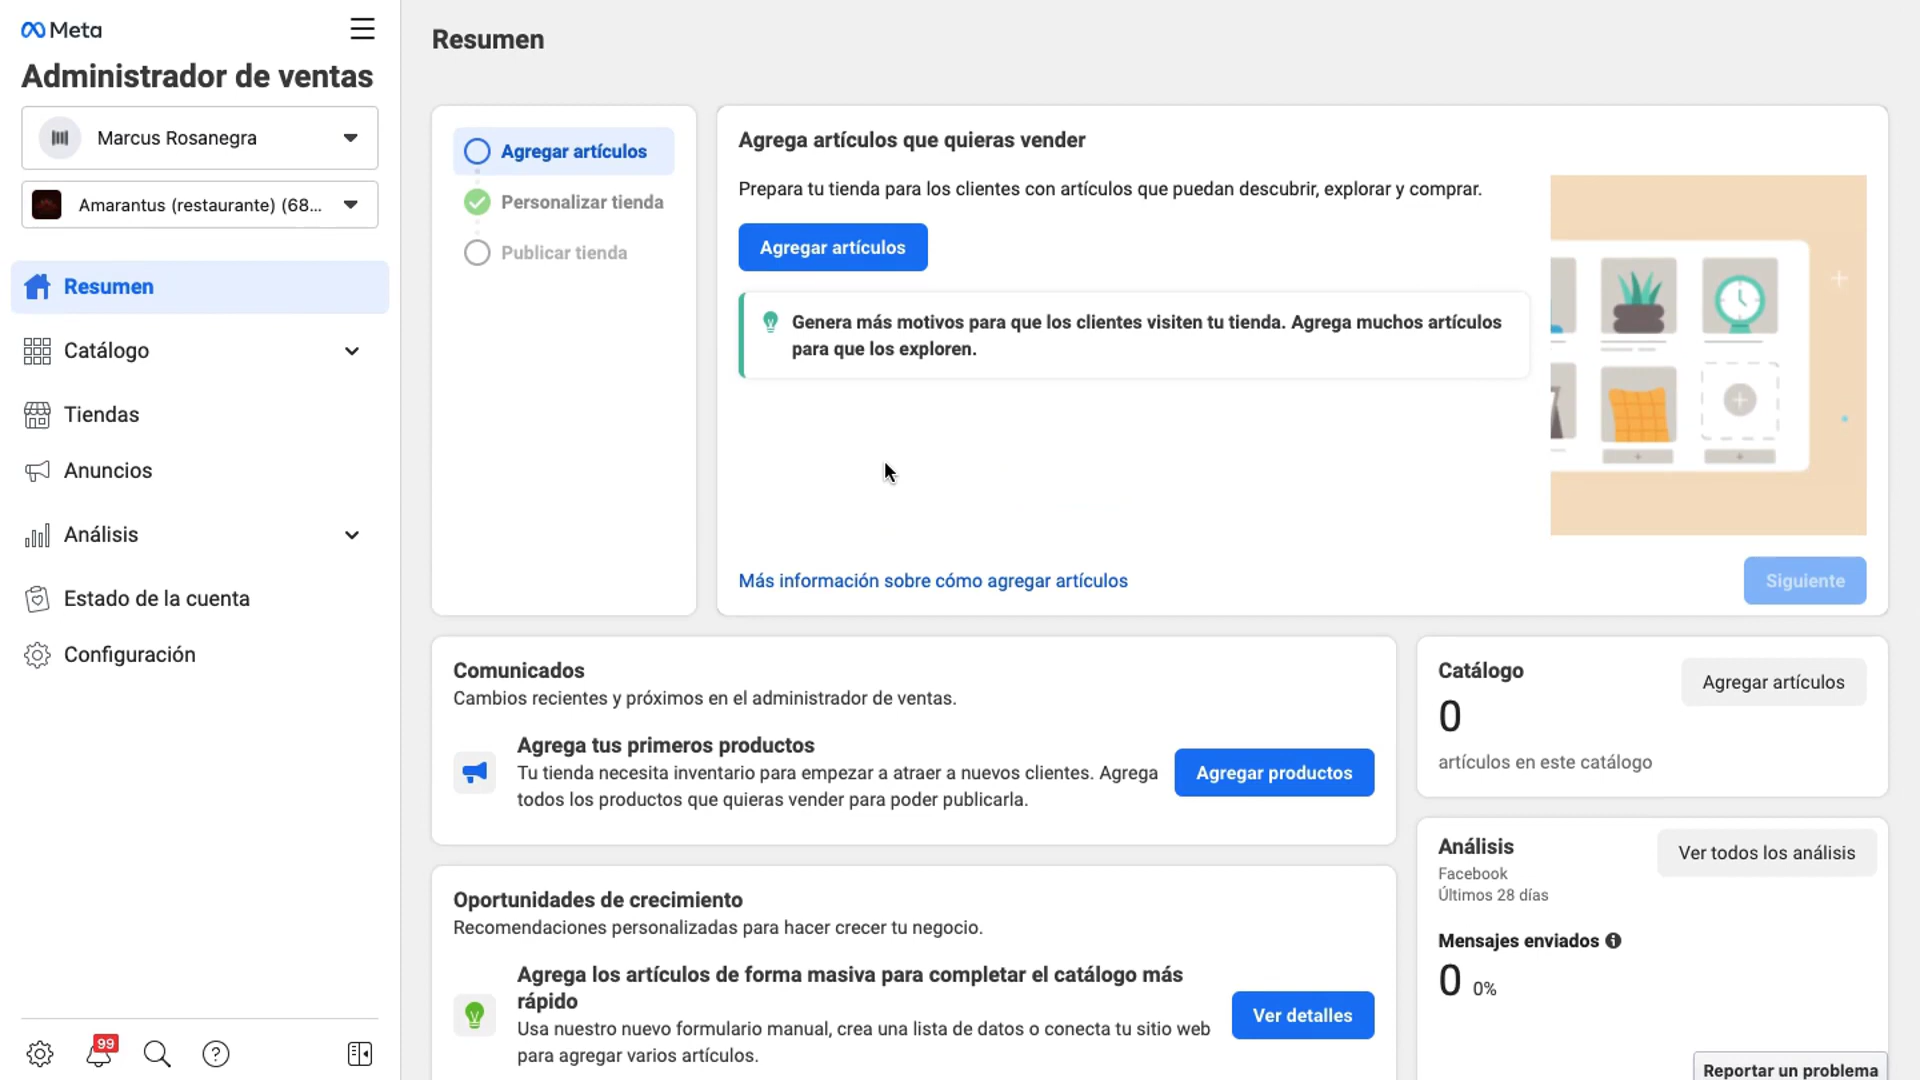 Meta
Administrador de ventas
Marcus Rosanegra
Amarantus (restaurante) (68...
Resumen
Catálogo
Tiendas
Anuncios
Análisis
Estado de la cuenta
Configuración
99
Resumen
Agregar artículos
Personalizar tienda
Publicar tienda
Agrega artículos que quieras vender
Prepara tu tienda para los clientes con artículos que puedan descubrir, explorar y comprar.
Agregar artículos
Genera más motivos para que los clientes visiten tu tienda. Agrega muchos artículos
para que los exploren.
Más información sobre cómo agregar artículos
Siguiente
Comunicados
Cambios recientes y próximos en el administrador de ventas.
Agrega tus primeros productos
Tu tienda necesita inventario para empezar a atraer a nuevos clientes. Agrega
todos los productos que quieras vender para poder publicarla.
Agregar productos
Oportunidades de crecimiento
Recomendaciones personalizadas para hacer crecer tu negocio.
Agrega los artículos de forma masiva para completar el catálogo más
rápido
Usa nuestro nuevo formulario manual, crea una lista de datos o conecta tu sitio web
para agregar varios artículos.
Ver detalles
Catálogo
Agregar artículos
0
artículos en este catálogo
Análisis
Ver todos los análisis
Facebook
Últimos 28 días
Mensajes enviados
0 0%
Reportar un problema